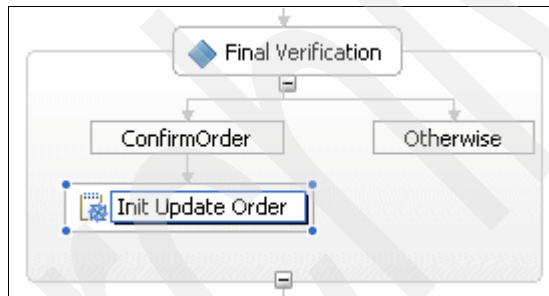 Final Verification
ConfirmOrder
Otherwise
Init Update Order